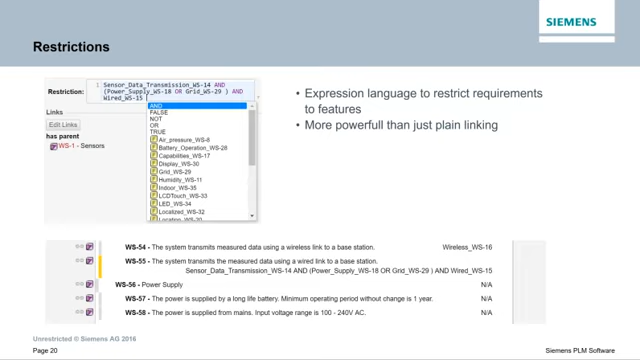 SIEMENS
Restrictions
Restriction:
1 Sensor_Data_Transmission_WS-14 AND
(Power_Supply_WS-18 OR Grid_WS-29 ) AND
Wired_WS-15
AND
FALSE
NOT
OR
TRUE
Air_pressure_WS-8
Battery_Operation_WS-28
Capabilities_WS-17
Display_WS-30
Grid_WS-29
Humidity_WS-11
Indoor_WS-35
LCDTouch_WS-33
LED_WS-34
Localized_WS-32
Links
Edit Links
has parent
WS-1 - Sensors
• Expression language to restrict requirements
to features
• More powerfull than just plain linking
WS-54 - The system transmits measured data using a wireless link to a base station. Wireless_WS-16
WS-55 - The system transmits the measured data using a wired link to a base station.
Sensor_Data_Transmission_WS-14 AND (Power_Supply_WS-18 OR Grid_WS-29 ) AND Wired_WS-15
WS-56 - Power Supply N/A
WS-57 - The power is supplied by a long life battery. Minimum operating period without change is 1 year. N/A
WS-58 - The power is supplied from mains. Input voltage range is 100 - 240V AC. N/A
Unrestricted © Siemens AG 2016
Page 20 Siemens PLM Software